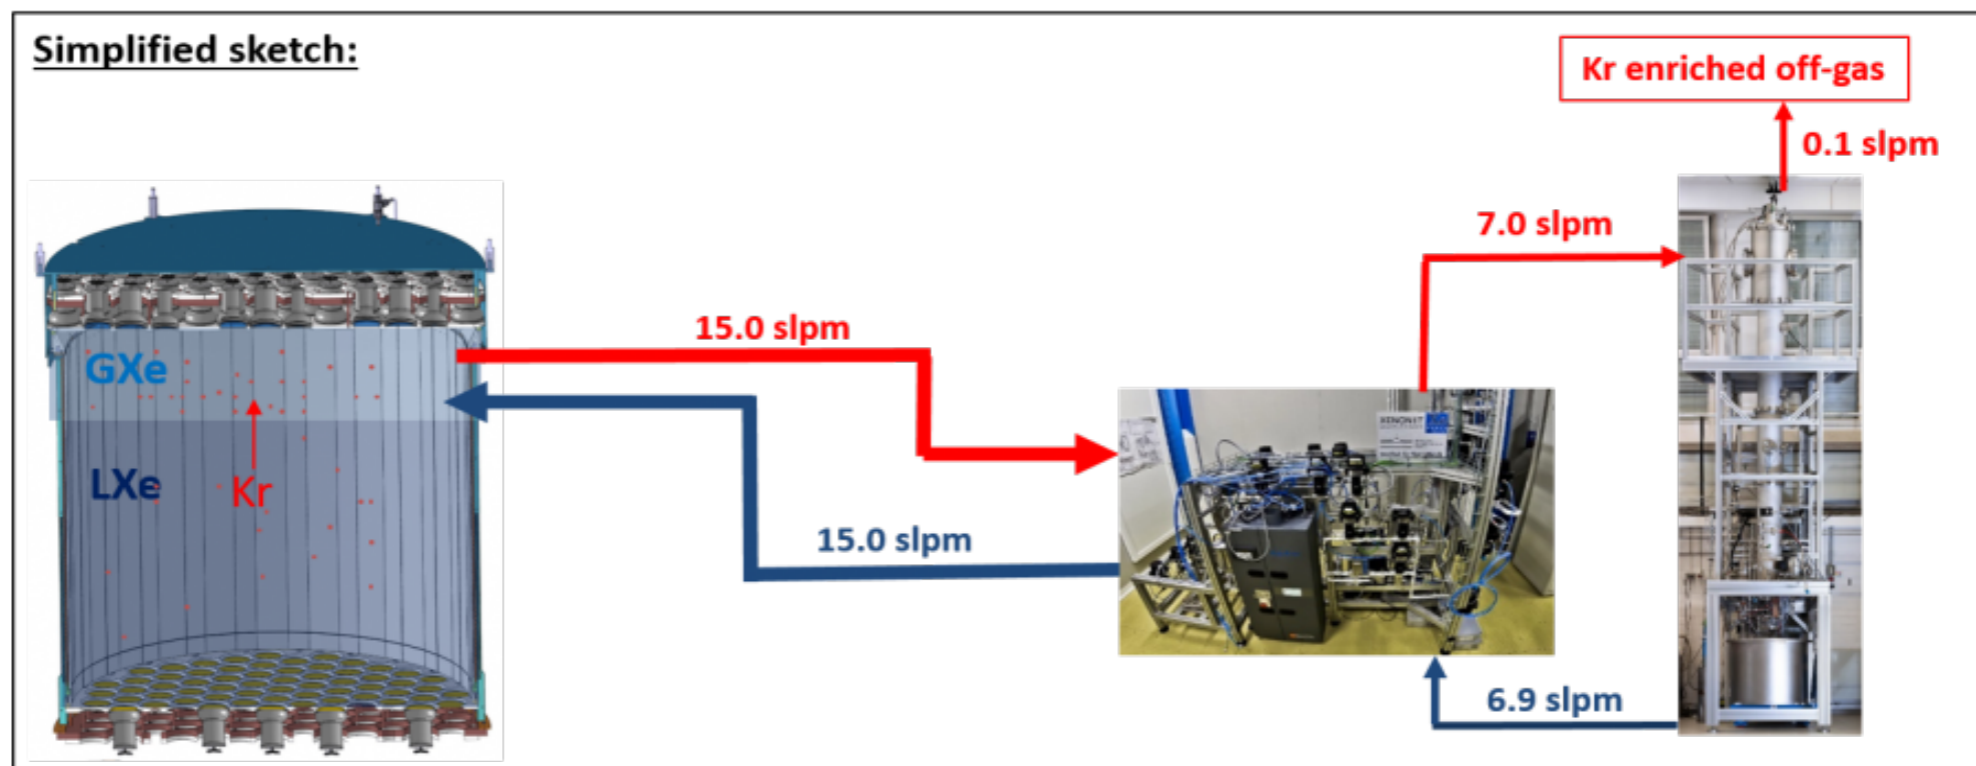 Simplified sketch:
Kr enriched off-gas
0.1 slpm
7.0 slpm
15.0 slpm
GXe
LXe
Kr
15.0 slpm
6.9 slpm